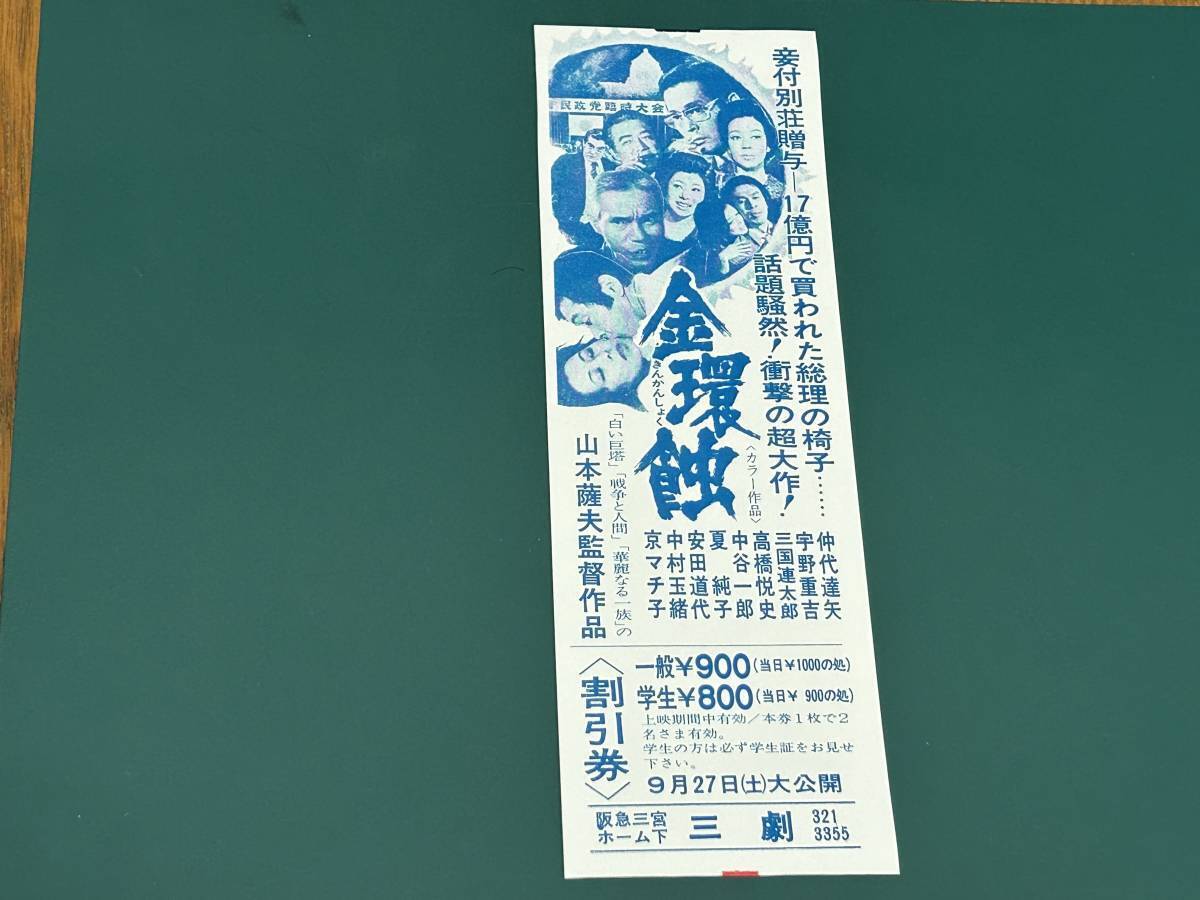 民政党臨時大会
妾付別荘贈与―17億円で買われた総理の椅子……
話題騒然!衝撃の超大作!
金環蝕
きんかんしょく
〈カラー作品〉
「白い巨塔」「戦争と人間」「華麗なる一族」の
山本薩夫監督作品
仲代達矢
宇野重吉
三国連太郎
高橋悦史
中谷一郎
夏純子
安田道代
中村玉緒
京マチ子
〈割引券〉
一般¥900(当日¥1000の処)
学生¥800(当日¥900の処)
上映期間中有効/本券1枚で2
名さま有効。
学生の方は必ず学生証をお見せ
下さい。
9月27日(土)大公開
阪急三宮
ホーム下
三劇
321
3355